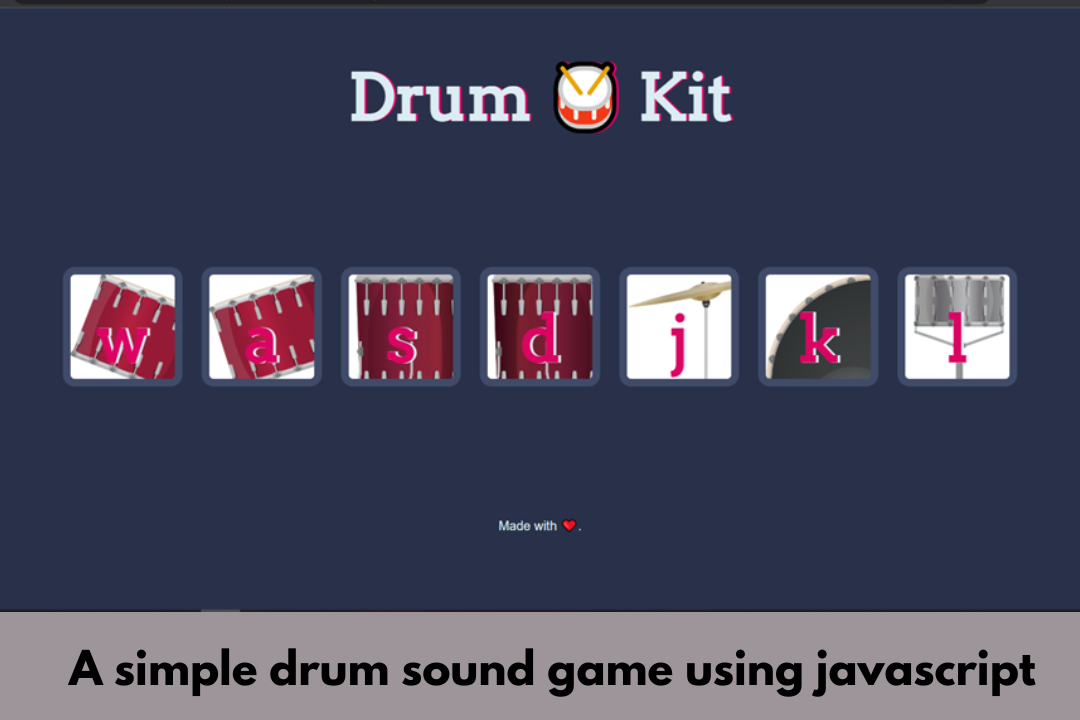 Drum 🥁 Kit
w a s d j k l
Made with ❤️.
A simple drum sound game using javascript